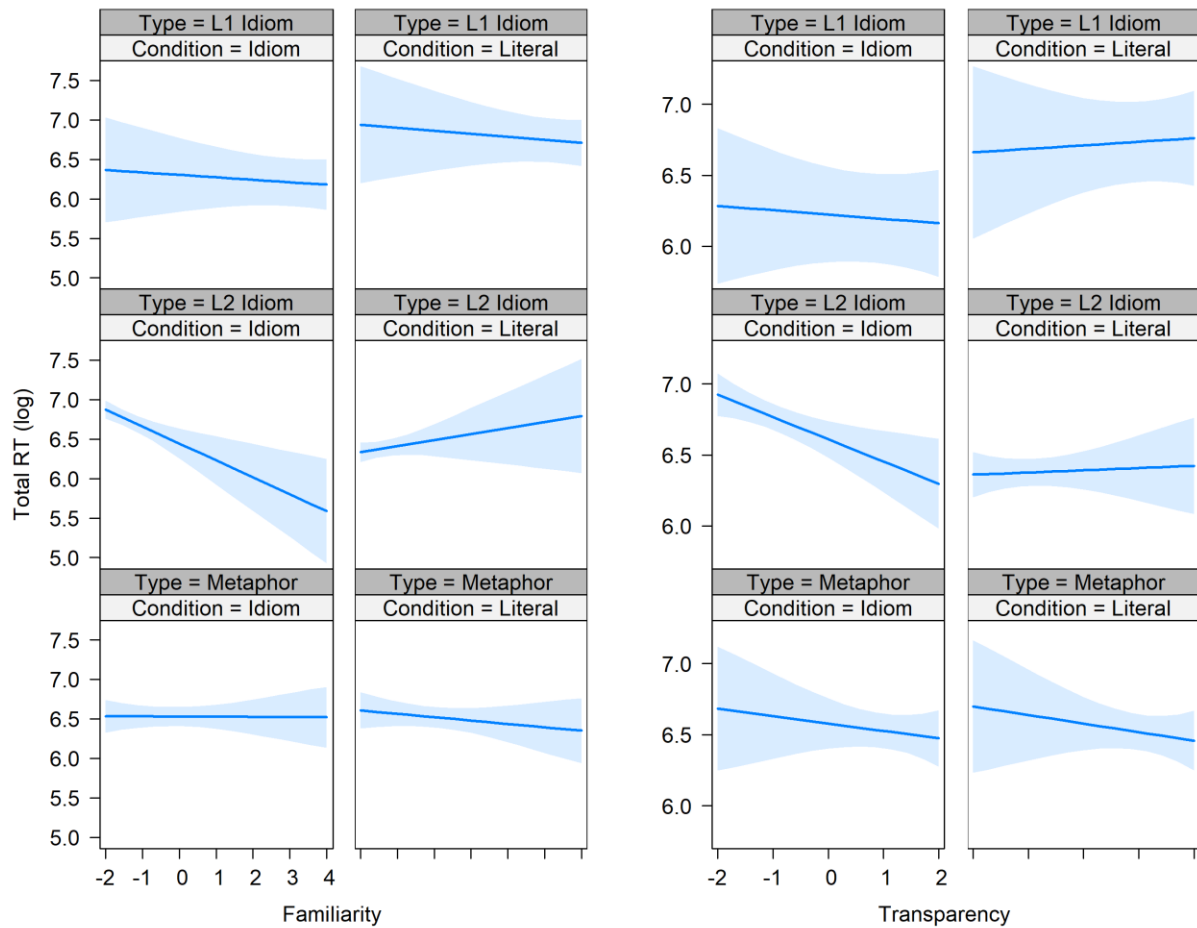 Type = L1 Idiom Type = L1 Idiom
Condition = Idiom Condition = Literal
7.5
7.0
6.5
6.0
5.5
5.0
Type = L2 Idiom Type = L2 Idiom
Condition = Idiom Condition = Literal
7.5
7.0
6.5
6.0
5.5
5.0
Type = Metaphor Type = Metaphor
Condition = Idiom Condition = Literal
7.5
7.0
6.5
6.0
5.5
5.0
-2 -1 0 1 2 3 4
Total RT (log)
Familiarity
Type = L1 Idiom Type = L1 Idiom
Condition = Idiom Condition = Literal
7.0
6.5
6.0
Type = L2 Idiom Type = L2 Idiom
Condition = Idiom Condition = Literal
7.0
6.5
6.0
Type = Metaphor Type = Metaphor
Condition = Idiom Condition = Literal
7.0
6.5
6.0
-2 -1 0 1 2
Transparency